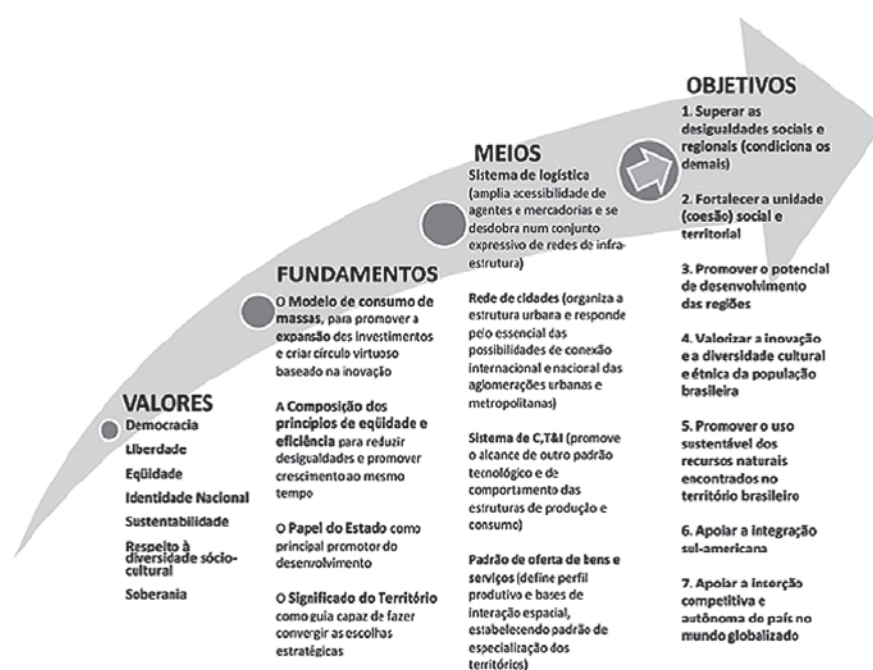 VALORES
Democracia
Liberdade
Eqüidade
Identidade Nacional
Sustentabilidade
Respeito à
diversidade sócio-
cultural
Soberania
FUNDAMENTOS
O Modelo de consumo de
massas, para promover a
expansão dos investimentos
e criar círculo virtuoso
baseado na inovação
A Composição dos
princípios de eqüidade e
eficiência para reduzir
desigualdades e promover
crescimento ao mesmo
tempo
O Papel do Estado como
principal promotor do
desenvolvimento
O Significado do Território
como guia capaz de fazer
convergir as escolhas
estratégicas
MEIOS
Sistema de logística
(amplia acessibilidade de
agentes e mercadorias e se
desdobra num conjunto
expressivo de redes de infra-
estrutura)
Rede de cidades (organiza a
estrutura urbana e responde
pelo essencial das
possibilidades de conexão
internacional e nacional das
aglomerações urbanas e
metropolitanas)
Sistema de C,T&I (promove
o alcance de outro padrão
tecnológico e de
comportamento das
estruturas de produção e
consumo)
Padrão de oferta de bens e
serviços (define perfil
produtivo e bases de
interação espacial,
estabelecendo padrão de
especialização dos
territórios)
OBJETIVOS
1. Superar as
desigualdades sociais e
regionais (condiciona os
demais)
2. Fortalecer a unidade
(coesão) social e
territorial
3. Promover o potencial
de desenvolvimento
das regiões
4. Valorizar a inovação
e a diversidade cultural
e étnica da população
brasileira
5. Promover o uso
sustentável dos
recursos naturais
encontrados no
território brasileiro
6. Apoiar a integração
sul-americana
7. Apoiar a inserção
competitiva e
autônoma do país no
mundo globalizado